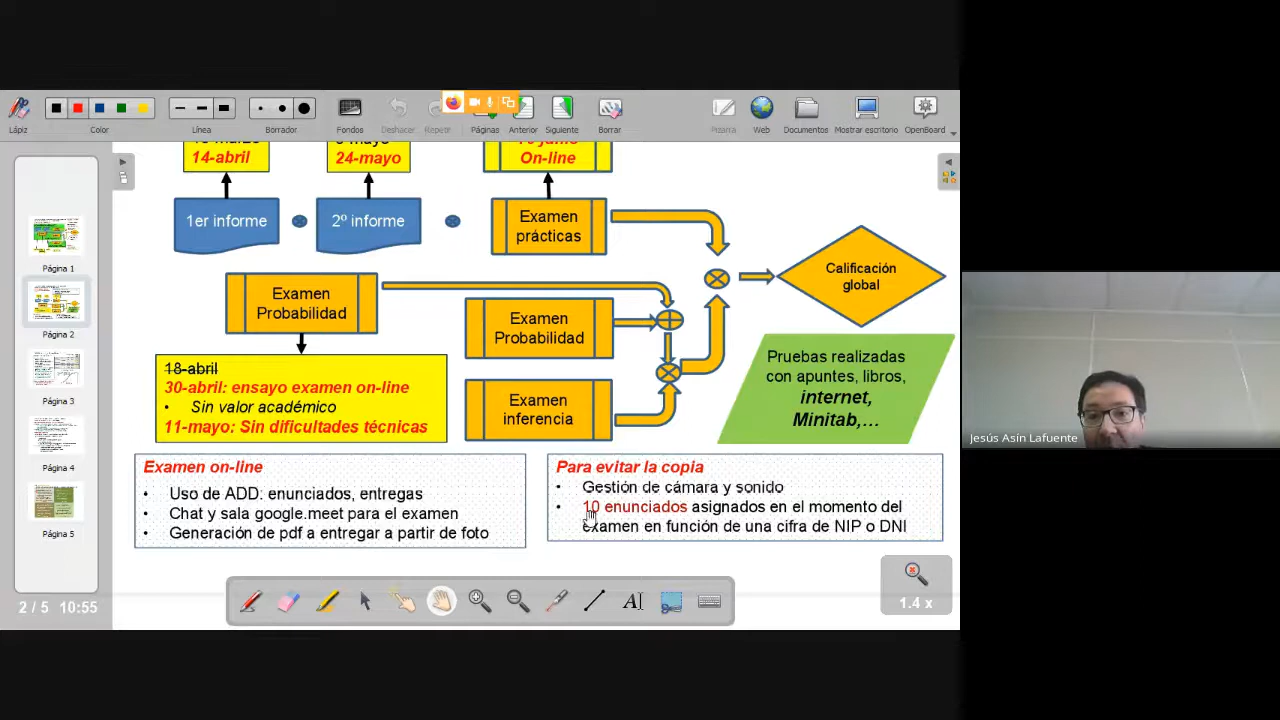 Lápiz
Color
Línea
Borrador
Fondos
Deshacer
Repetir
Páginas
Anterior
Siguiente
Borrar
Pizarra
Web
Documentos
Mostrar escritorio
OpenBoard
14-abril
24-mayo
On-line
1er informe
2º informe
Examen
prácticas
Calificación
global
Examen
Probabilidad
Examen
Probabilidad
Examen
inferencia
18-abril
30-abril: ensayo examen on-line
• Sin valor académico
11-mayo: Sin dificultades técnicas
Pruebas realizadas
con apuntes, libros,
internet,
Minitab,...
Examen on-line
• Uso de ADD: enunciados, entregas
• Chat y sala google.meet para el examen
• Generación de pdf a entregar a partir de foto
Para evitar la copia
• Gestión de cámara y sonido
• 10 enunciados asignados en el momento del
examen en función de una cifra de NIP o DNI
Página 1
Página 2
Página 3
Página 4
Página 5
2 / 5 10:55
1.4 x
Jesús Asín Lafuente